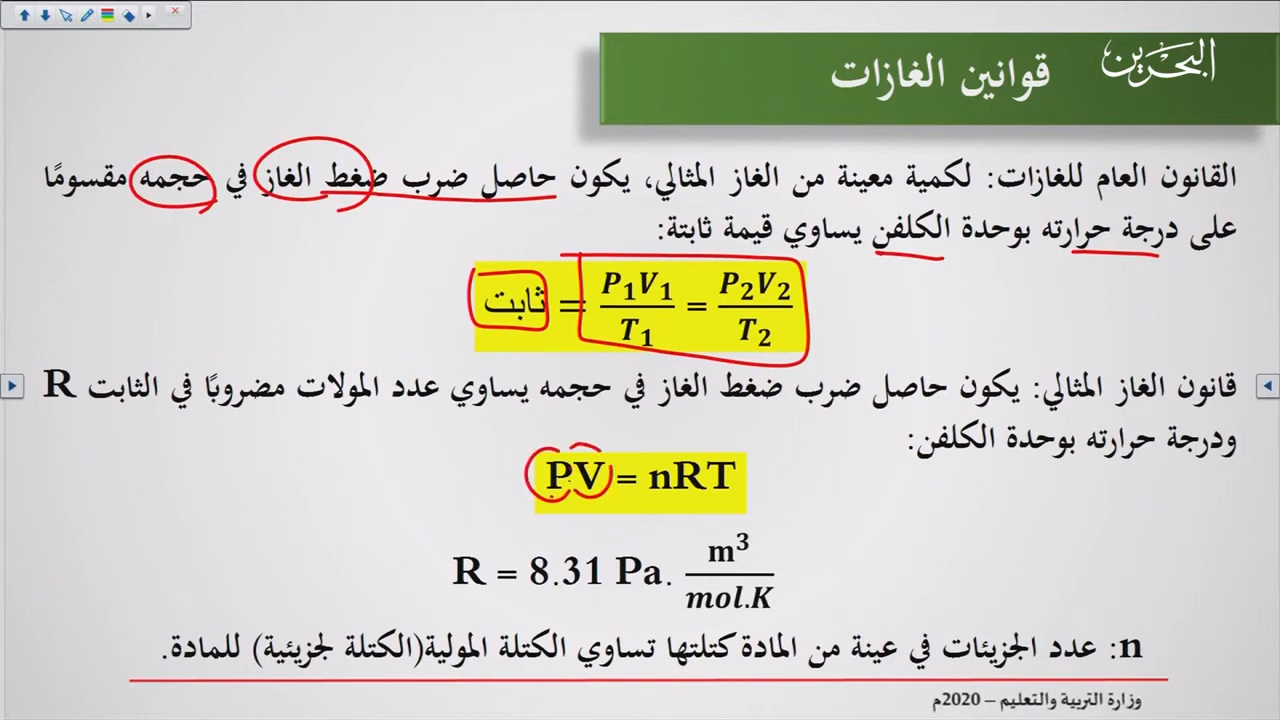 البحرين
قوانين الغازات
القانون العام للغازات: لكمية معينة من الغاز المثالي، يكون حاصل ضرب ضغط الغاز في حجمه مقسومًا
على درجة حرارته بوحدة الكلفن يساوي قيمة ثابتة:
ثابت = P₁V₁/T₁ = P₂V₂/T₂
قانون الغاز المثالي: يكون حاصل ضرب ضغط الغاز في حجمه يساوي عدد المولات مضروبًا في الثابت R
ودرجة حرارته بوحدة الكلفن:
PV = nRT
R = 8.31 Pa. m³/mol.K
n: عدد الجزيئات في عينة من المادة كتلتها تساوي الكتلة المولية(الكتلة لجزيئية) للمادة.
وزارة التربية والتعليم – 2020م